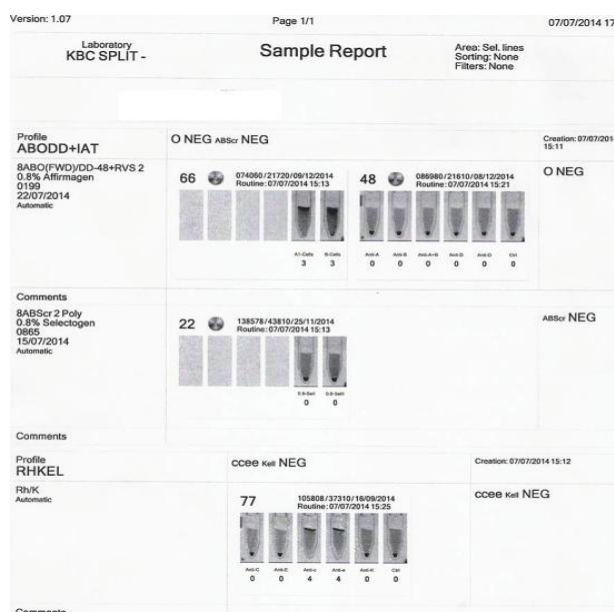 Version: 1.07 Page 1/1 07/07/2014 17
Laboratory
KBC SPLIT -
Sample Report
Area: Sel. lines
Sorting: None
Filters: None
Profile
ABODD+IAT
O NEG ABScr NEG
Creation: 07/07/201
15:11
8ABO(FWD)/DD-48+RVS 2
0.8% Affirmagen
0199
22/07/2014
Automatic
66
074060/21720/09/12/2014
Routine: 07/07/2014 15:13
A1-Cells B-Cells
3 3
48
086980/21610/08/12/2014
Routine: 07/07/2014 15:21
Anti-A Anti-B Anti-A+B Anti-D Anti-D Ctrl
0 0 0 0 0 0
O NEG
Comments
8ABScr 2 Poly
0.8% Selectogen
0865
15/07/2014
Automatic
22
138578/43810/25/11/2014
Routine: 07/07/2014 15:13
0 0
ABScr NEG
Comments
Profile
RHKEL
ccee Kell NEG
Creation: 07/07/2014 15:12
Rh/K
Automatic
77
105808/37310/16/09/2014
Routine: 07/07/2014 15:25
Anti-C Anti-E Anti-c Anti-e Anti-K Ctrl
0 0 4 4 0 0
ccee Kell NEG
Comments